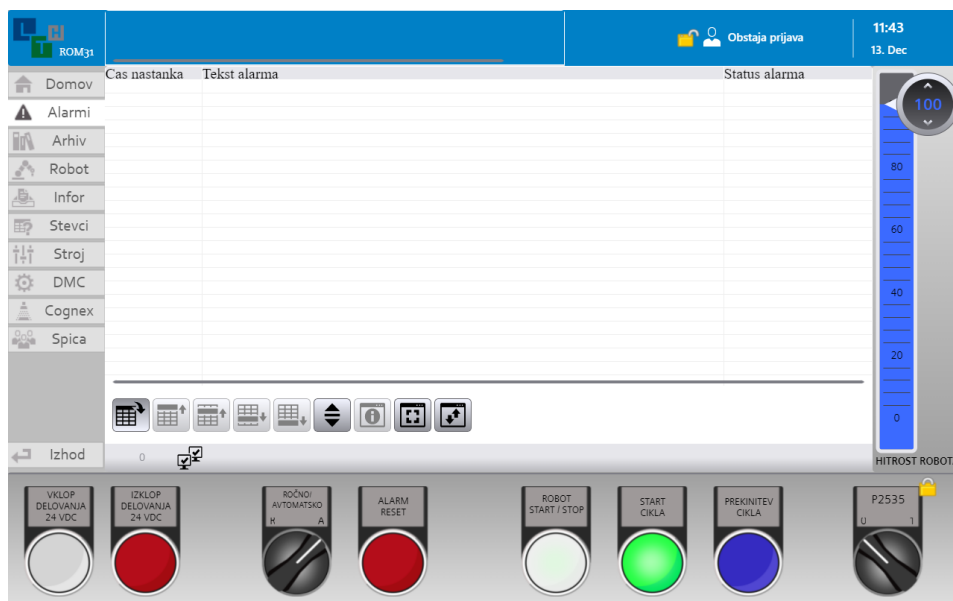 L H
T ROM31
Obstaja prijava
11:43
13. Dec
Cas nastanka Tekst alarma Status alarma
Domov
Alarmi
Arhiv
Robot
Infor
Stevci
Stroj
DMC
Cognex
Spica
Izhod
0
100
80
60
40
20
0
HITROST ROBOT
VKLOP
DELOVANJA
24 VDC
IZKLOP
DELOVANJA
24 VDC
ROČNO/
AVTOMATSKO
R A
ALARM
RESET
ROBOT
START / STOP
START
CIKLA
PREKINITEV
CIKLA
P2535
0 1